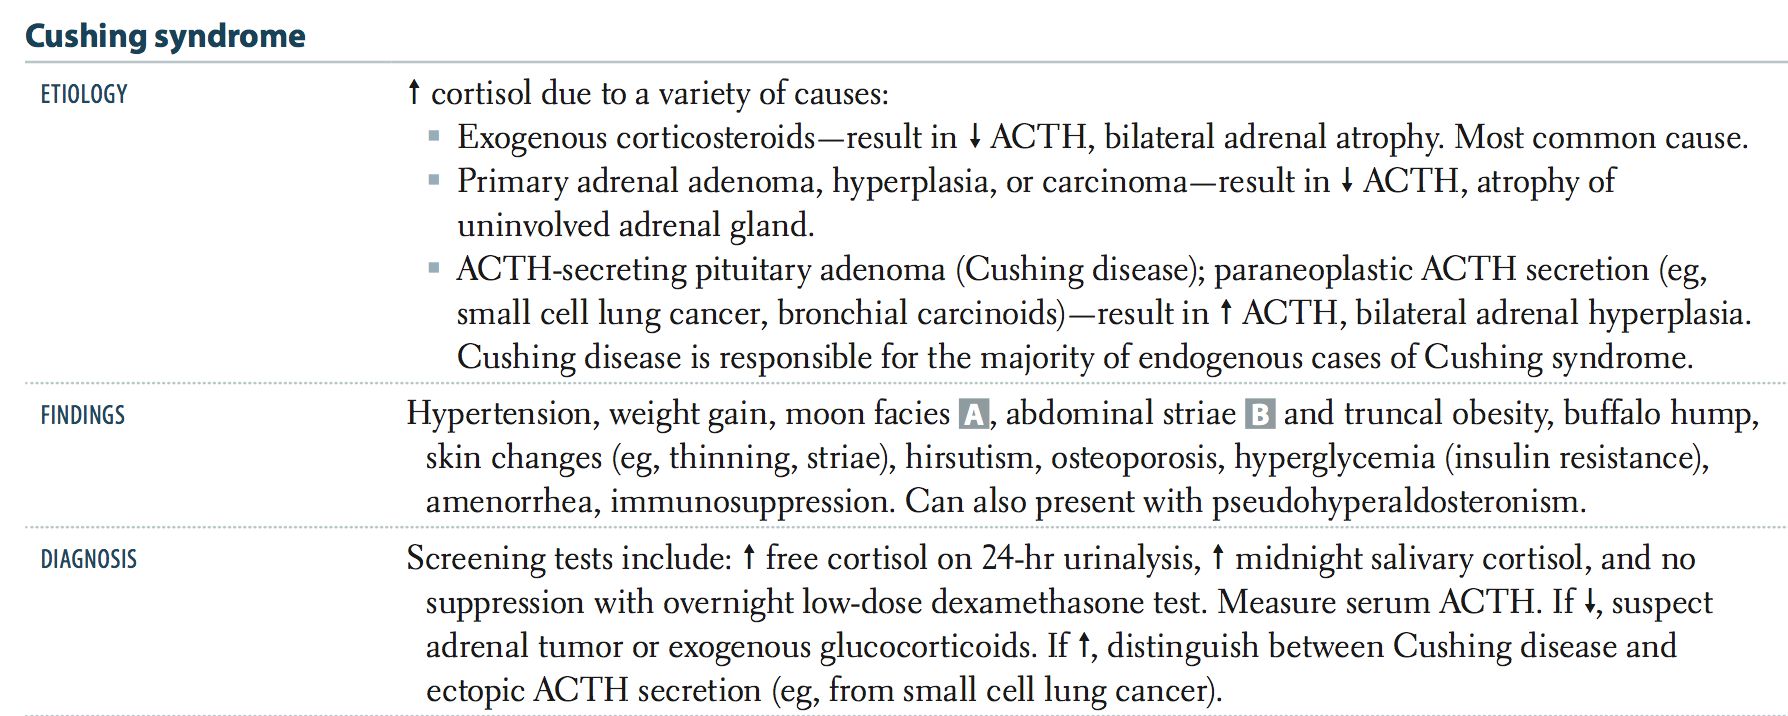 Cushing syndrome
ETIOLOGY
↑ cortisol due to a variety of causes:
▪ Exogenous corticosteroids—result in ↓ ACTH, bilateral adrenal atrophy. Most common cause.
▪ Primary adrenal adenoma, hyperplasia, or carcinoma—result in ↓ ACTH, atrophy of
uninvolved adrenal gland.
▪ ACTH-secreting pituitary adenoma (Cushing disease); paraneoplastic ACTH secretion (eg,
small cell lung cancer, bronchial carcinoids)—result in ↑ ACTH, bilateral adrenal hyperplasia.
Cushing disease is responsible for the majority of endogenous cases of Cushing syndrome.
FINDINGS
Hypertension, weight gain, moon facies A, abdominal striae B and truncal obesity, buffalo hump,
skin changes (eg, thinning, striae), hirsutism, osteoporosis, hyperglycemia (insulin resistance),
amenorrhea, immunosuppression. Can also present with pseudohyperaldosteronism.
DIAGNOSIS
Screening tests include: ↑ free cortisol on 24-hr urinalysis, ↑ midnight salivary cortisol, and no
suppression with overnight low-dose dexamethasone test. Measure serum ACTH. If ↓, suspect
adrenal tumor or exogenous glucocorticoids. If ↑, distinguish between Cushing disease and
ectopic ACTH secretion (eg, from small cell lung cancer).